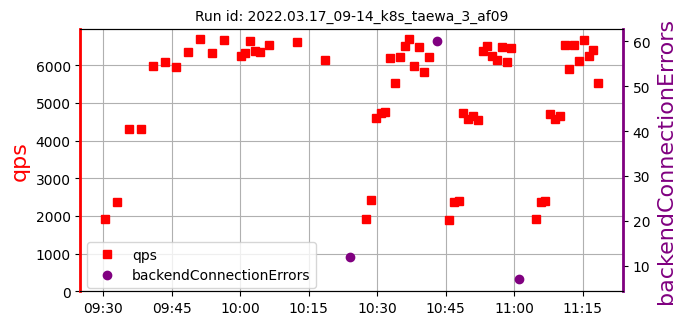 Run id: 2022.03.17_09-14_k8s_taewa_3_af09
qps
6000
5000
4000
3000
2000
1000
0
60
50
40
30
20
10
backendConnectionErrors
qps
backendConnectionErrors
09:30 09:45 10:00 10:15 10:30 10:45 11:00 11:15